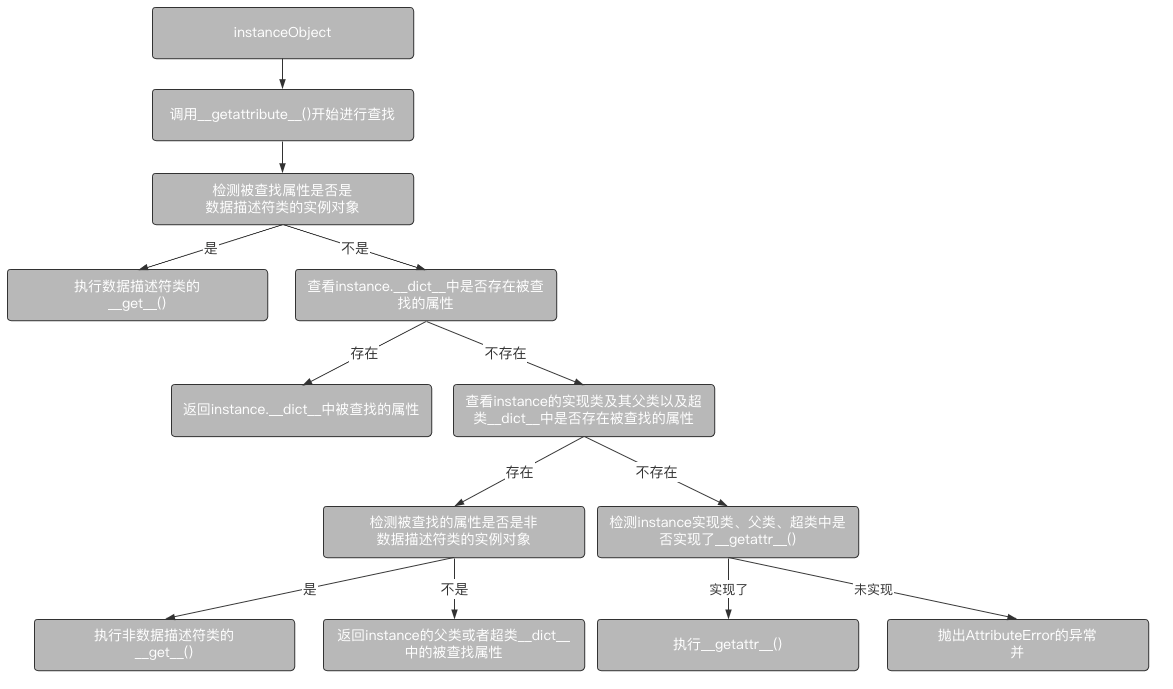 instanceObject
调用__getattribute__()开始进行查找
检测被查找属性是否是
数据描述符类的实例对象
是
不是
执行数据描述符类的
__get__()
查看instance.__dict__中是否存在被查
找的属性
存在
不存在
返回instance.__dict__中被查找的属性
查看instance的实现类及其父类以及超
类__dict__中是否存在被查找的属性
存在
不存在
检测被查找的属性是否是非
数据描述符类的实例对象
检测instance实现类、父类、超类中是
否实现了__getattr__()
是
不是
实现了
未实现
执行非数据描述符类的
__get__()
返回instance的父类或者超类__dict__
中的被查找属性
执行__getattr__()
抛出AttributeError的异常
并